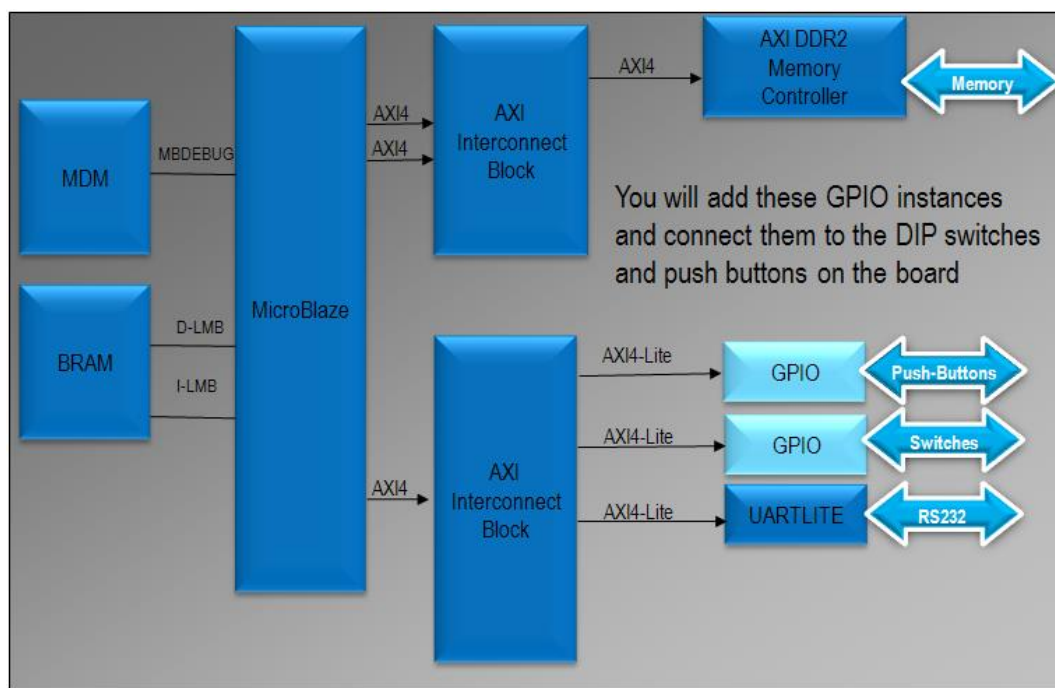 AXI DDR2
Memory
Controller
AXI4
Memory
AXI
Interconnect
Block
AXI4
AXI4
MDM
MBDEBUG
You will add these GPIO instances
and connect them to the DIP switches
and push buttons on the board
MicroBlaze
BRAM
D-LMB
I-LMB
AXI4
AXI
Interconnect
Block
AXI4-Lite
GPIO
Push-Buttons
AXI4-Lite
GPIO
Switches
AXI4-Lite
UARTLITE
RS232